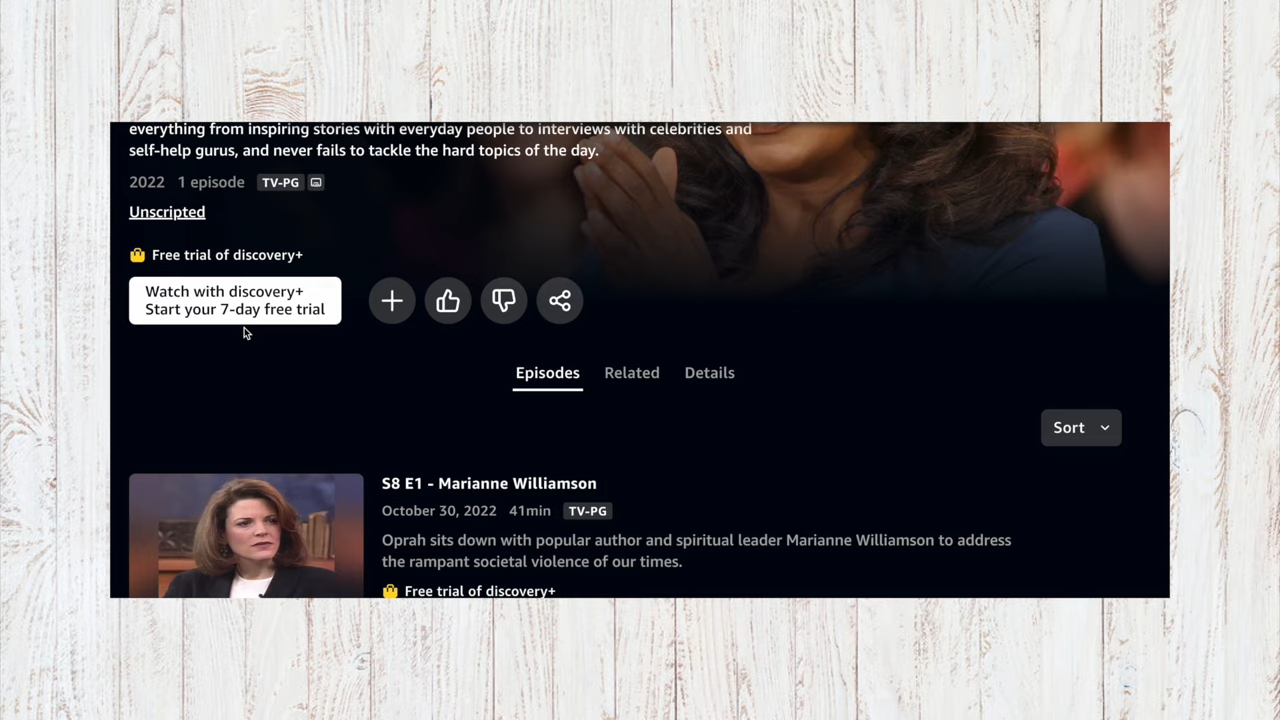 everything from inspiring stories with everyday people to interviews with celebrities and
self-help gurus, and never fails to tackle the hard topics of the day.
2022 1 episode TV-PG
Unscripted
Free trial of discovery+
Watch with discovery+
Start your 7-day free trial
Episodes Related Details
Sort
S8 E1 - Marianne Williamson
October 30, 2022 41min TV-PG
Oprah sits down with popular author and spiritual leader Marianne Williamson to address
the rampant societal violence of our times.
Free trial of discovery+